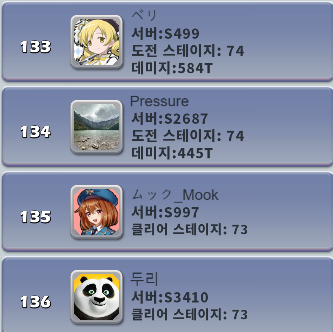 133
ベリ
서버:S499
도전 스테이지: 74
데미지:584T
134
Pressure
서버:S2687
도전 스테이지: 74
데미지:445T
135
ムック_Mook
서버:S997
클리어 스테이지: 73
136
두리
서버:S3410
클리어 스테이지: 73